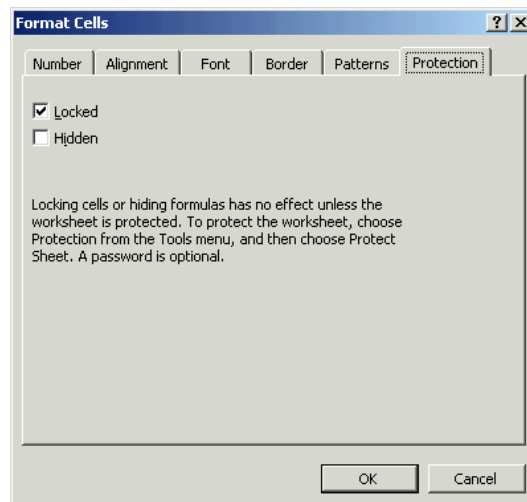 Format Cells
Number Alignment Font Border Patterns Protection
Locked
Hidden
Locking cells or hiding formulas has no effect unless the
worksheet is protected. To protect the worksheet, choose
Protection from the Tools menu, and then choose Protect
Sheet. A password is optional.
OK Cancel